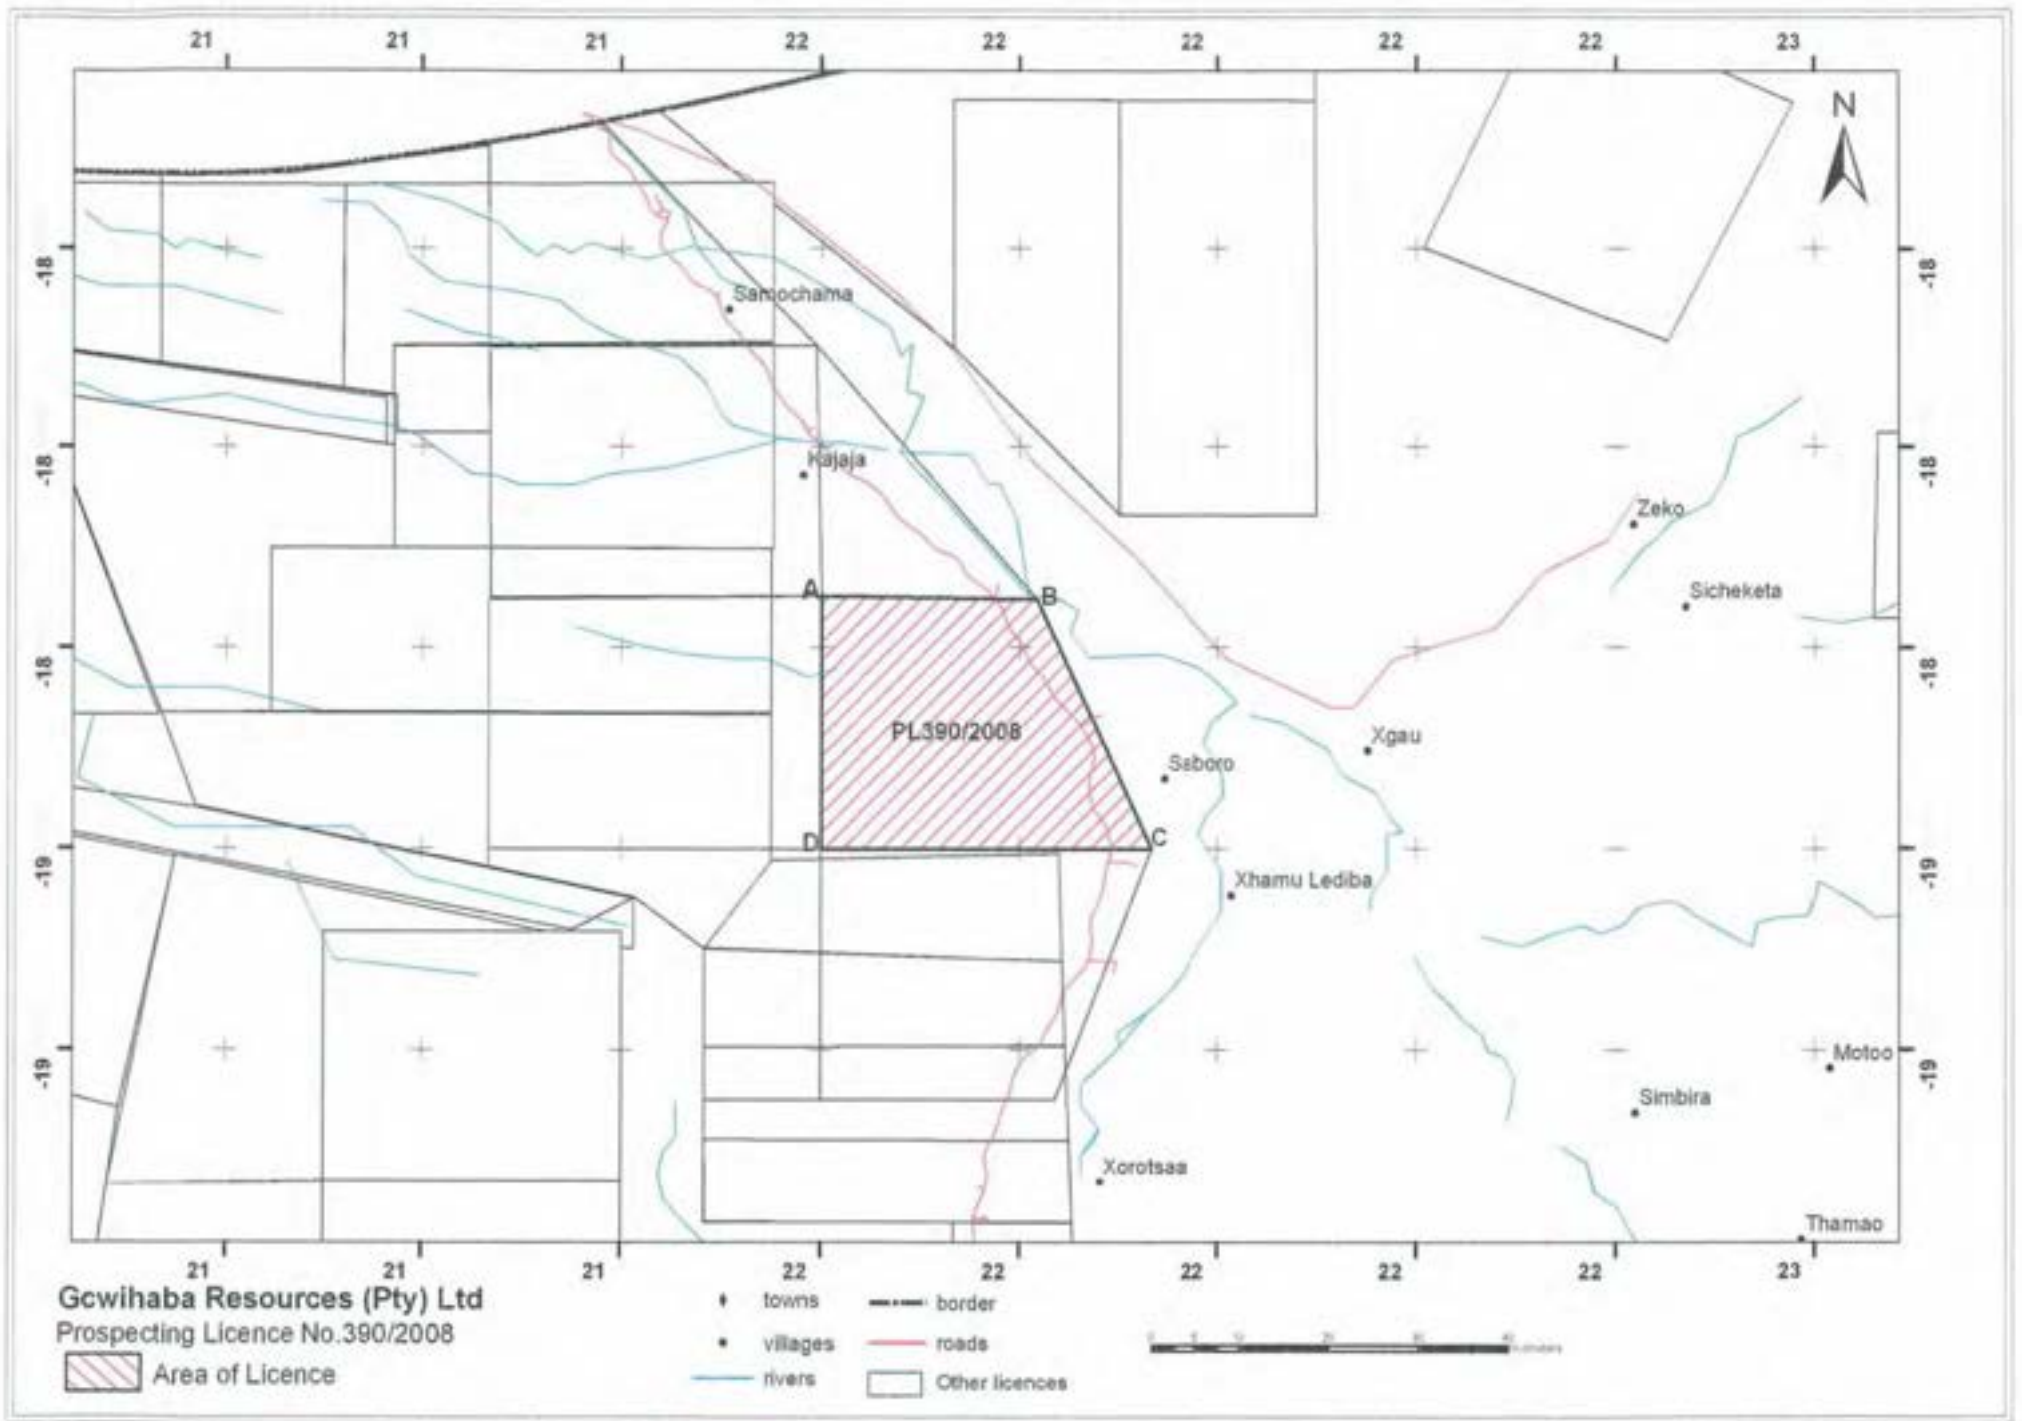 21 21 21 22 22 22 22 22 23
N
-18 -18
Samochama
-18 -18
Kajaja
Zeko
A B
Sicheketa
-18 -18
PL390/2008
Xgau
Saboro
D C
-19 -19
Xhamu Lediba
-19 -19
Motoo
Simbira
Xorotsaa
Thamao
21 21 21 22 22 22 22 22 23
Gcwihaba Resources (Pty) Ltd
Prospecting Licence No.390/2008
Area of Licence
towns
villages
rivers
border
roads
Other licences